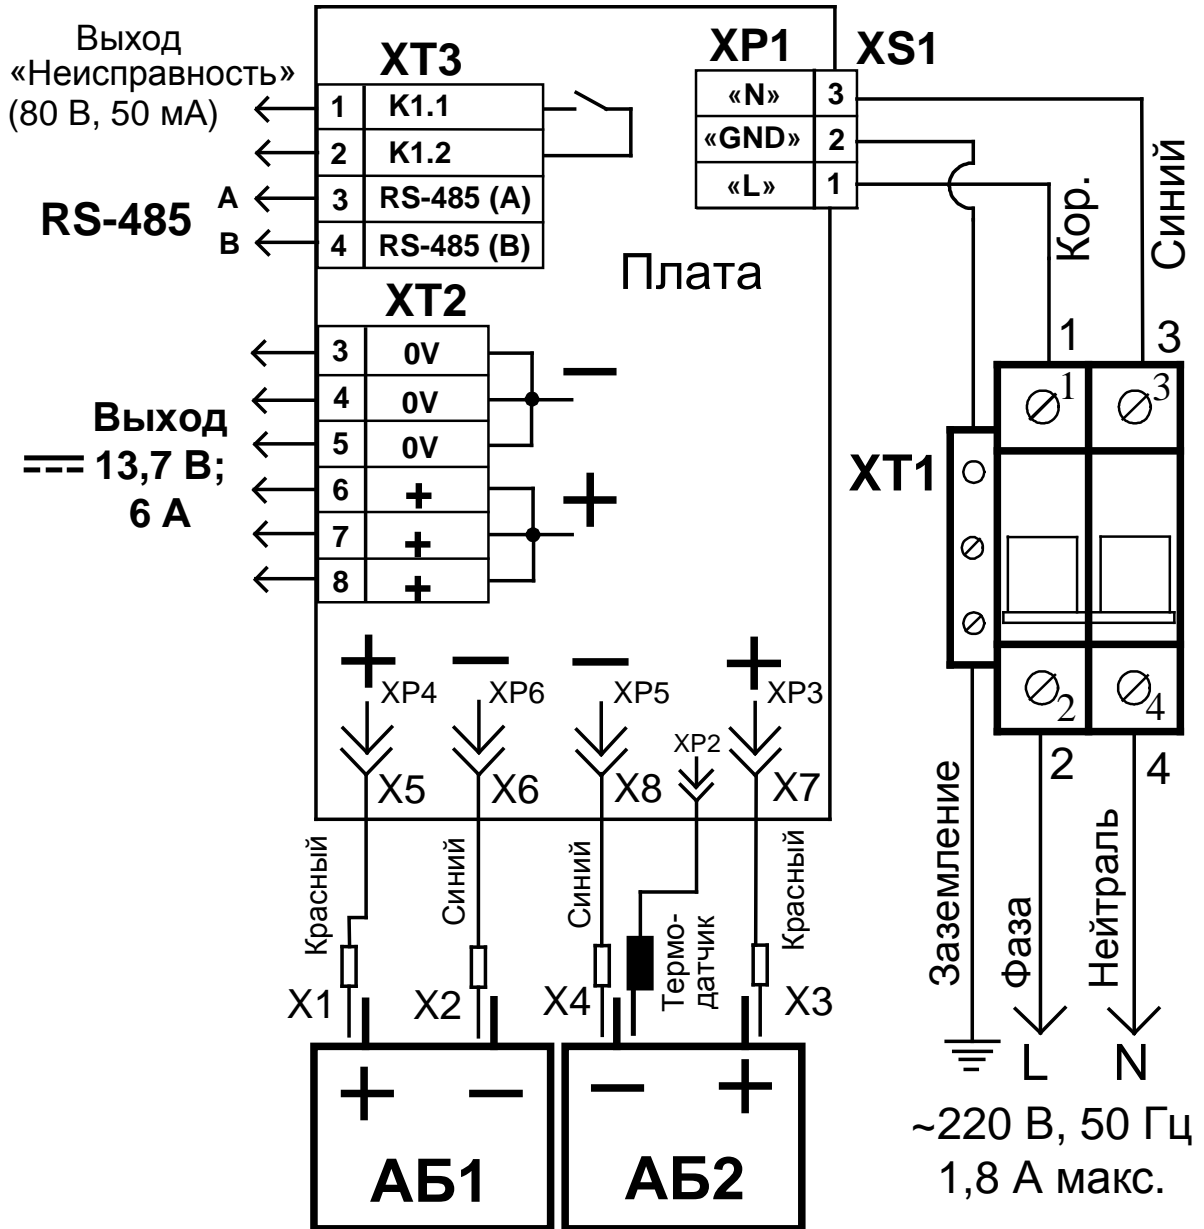 Выход
«Неисправность»
(80 В, 50 мА)
XT3
1 K1.1
2 K1.2
3 RS-485 (A)
4 RS-485 (B)
RS-485
A
B
XP1
XS1
«N» 3
«GND» 2
«L» 1
Плата
Кор.
Синий
XT2
3 0V
4 0V
5 0V
6 +
7 +
8 +
−
+
Выход
13,7 В;
6 А
1
3
1
3
XT1
2
4
2
4
+
−
−
+
XP4
XP6
XP5
XP2
XP3
X5
X6
X8
X7
Красный
Синий
Синий
Термо-
датчик
Красный
X1
X2
X4
X3
+
−
−
+
АБ1
АБ2
Заземление
Фаза
Нейтраль
L
N
~220 В, 50 Гц
1,8 А макс.